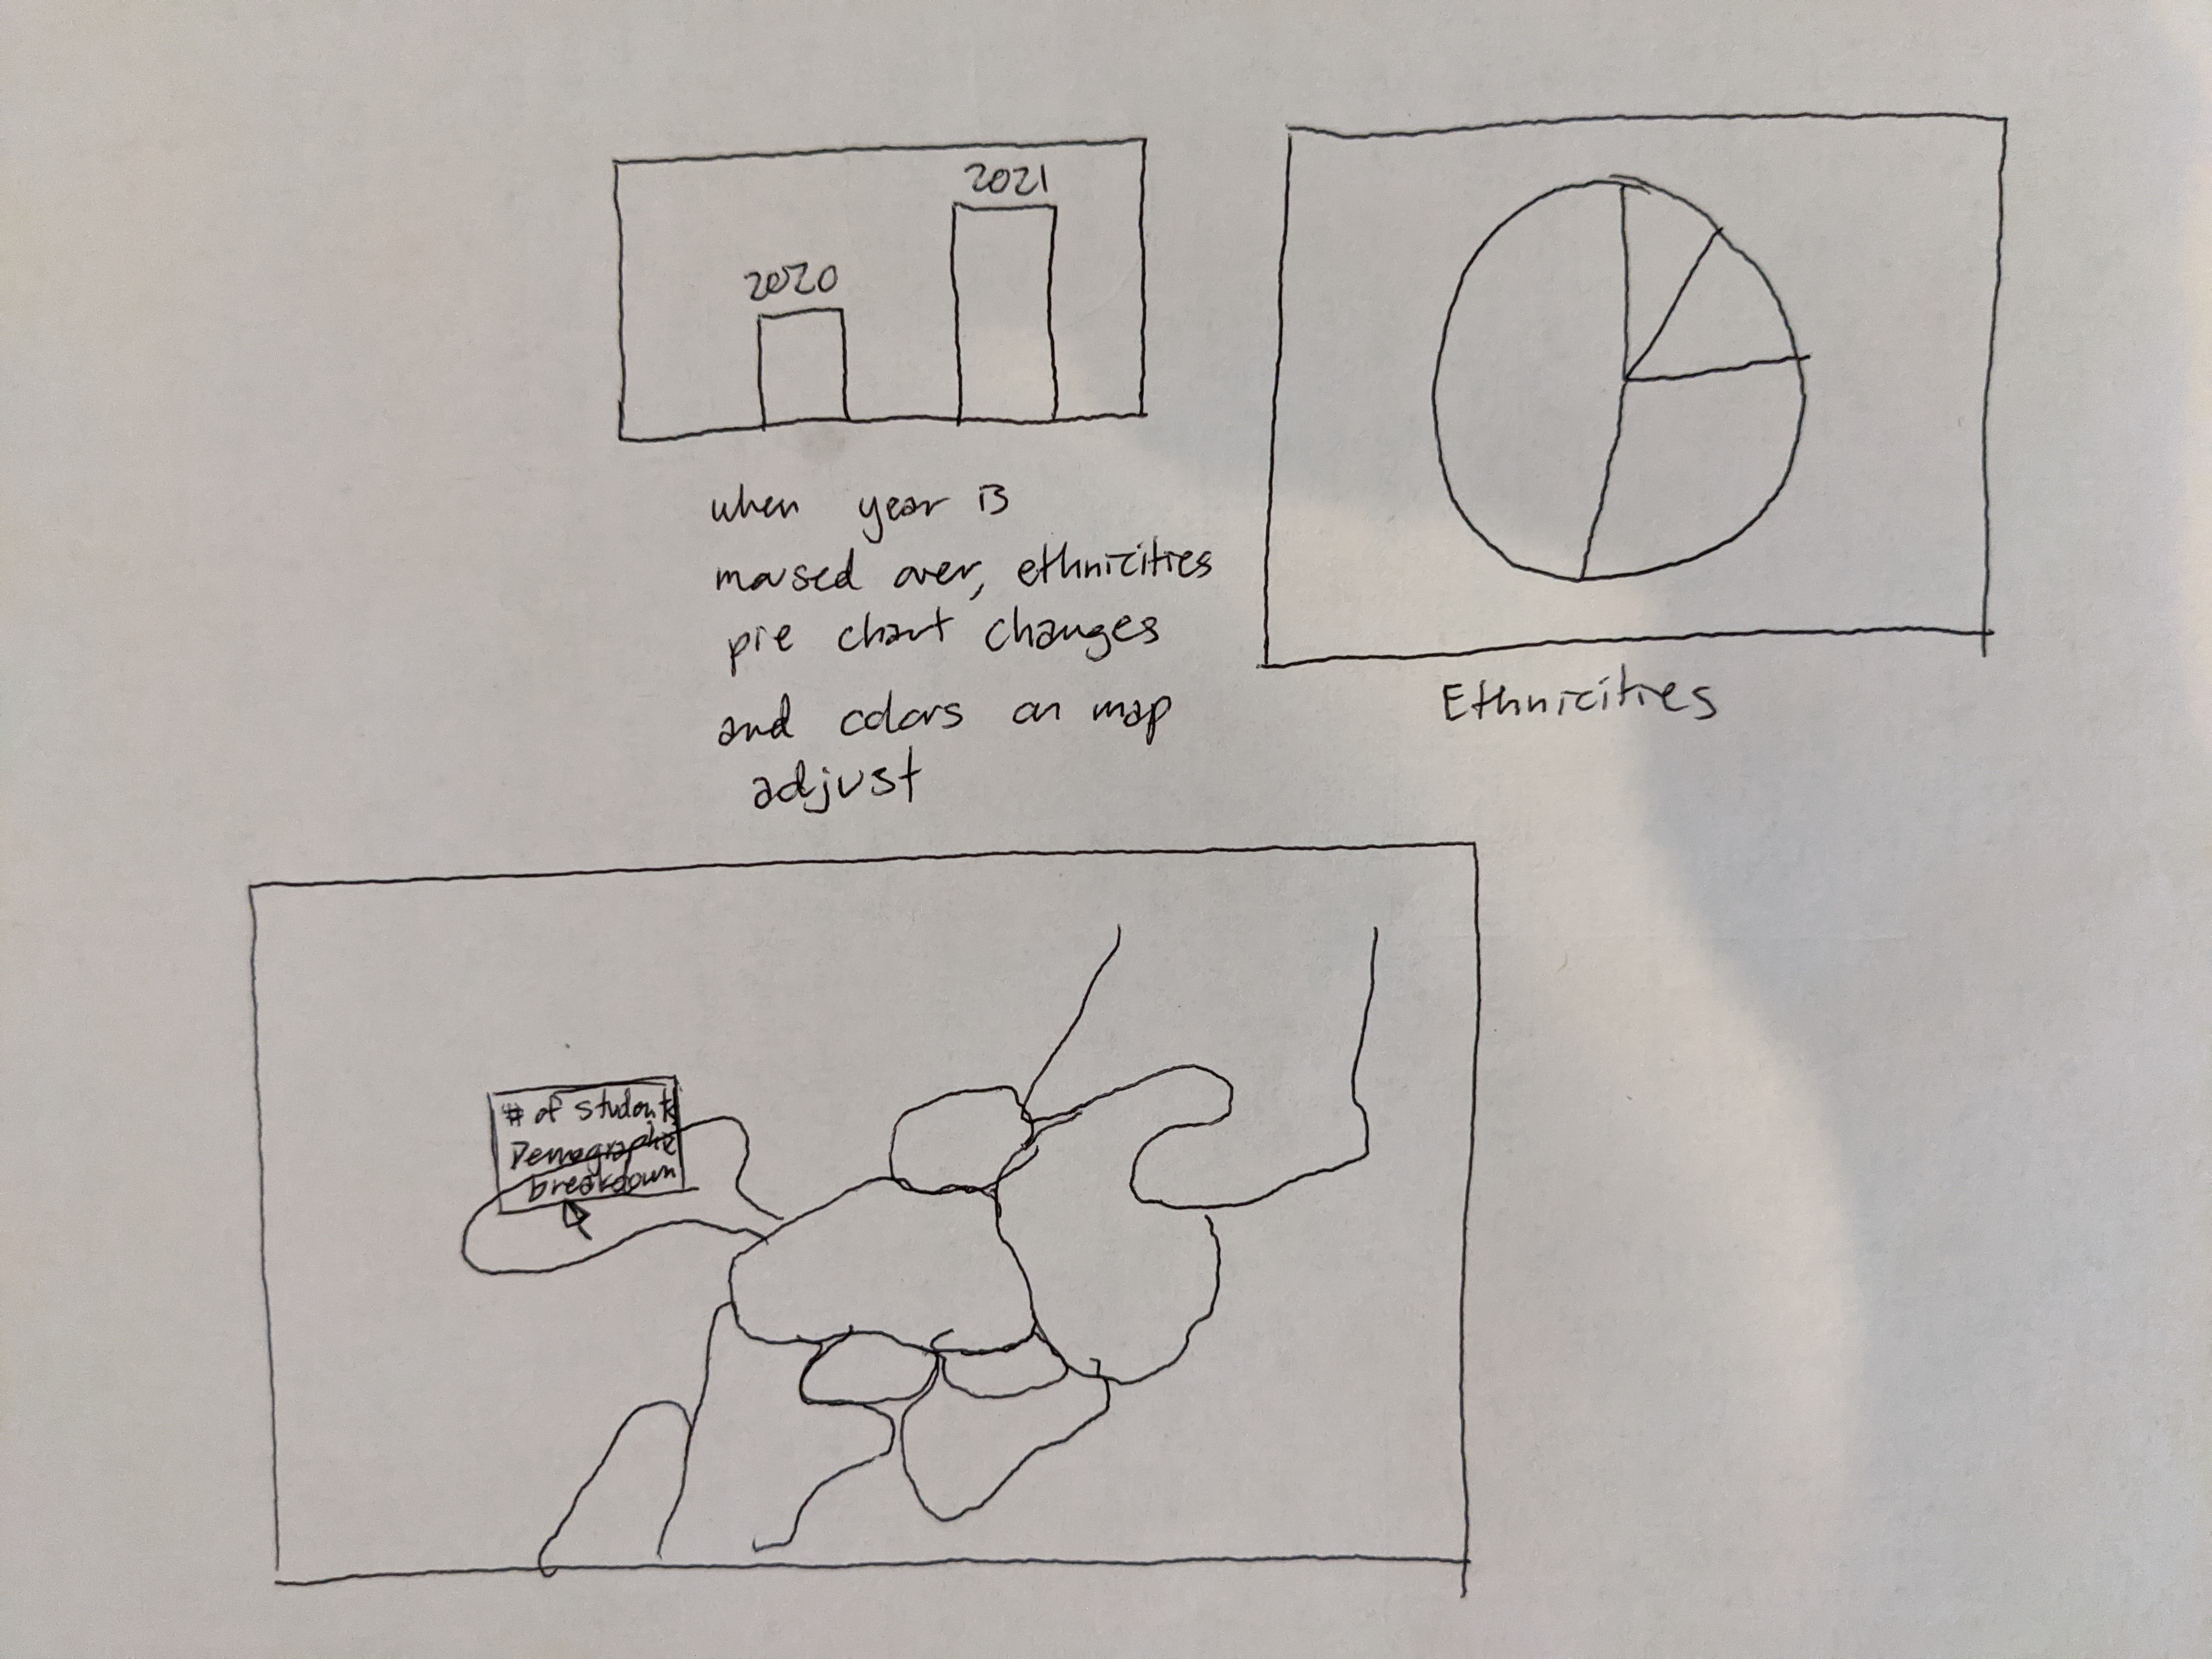 2020
2021
when year is
moused over, ethnicities
pie chart changes
and colors on map
adjust
Ethnicities
# of students
Demographic
breakdown